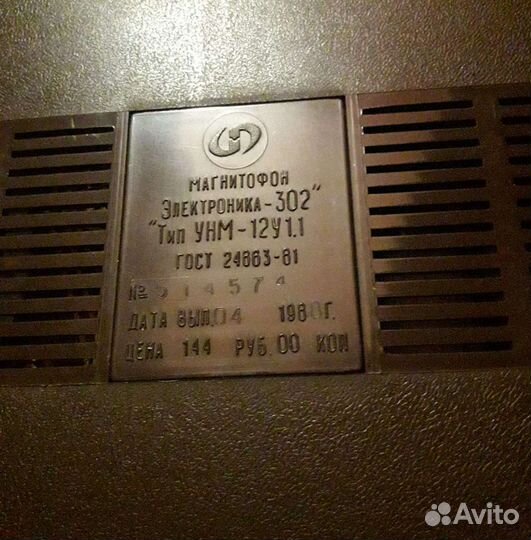 МАГНИТОФОН
"ЭЛЕКТРОНИКА-302"
"ТИП УНМ-12У1.1
ГОСТ 24863-81
№ 514574
ДАТА ВЫП. 04 198 Г.
ЦЕНА 144 РУБ. 00 КОП
Avito